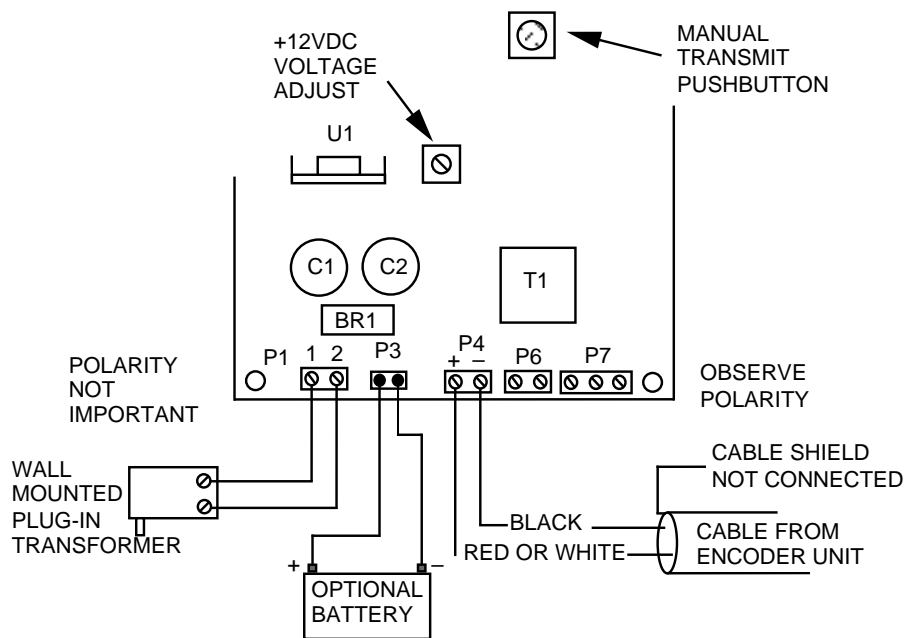 +12VDC
VOLTAGE
ADJUST
MANUAL
TRANSMIT
PUSHBUTTON
U1
C1
C2
T1
BR1
P1
1 2
P3
P4
+ –
P6
P7
POLARITY
NOT
IMPORTANT
OBSERVE
POLARITY
WALL
MOUNTED
PLUG-IN
TRANSFORMER
CABLE SHIELD
NOT CONNECTED
BLACK
RED OR WHITE
CABLE FROM
ENCODER UNIT
+ –
OPTIONAL
BATTERY